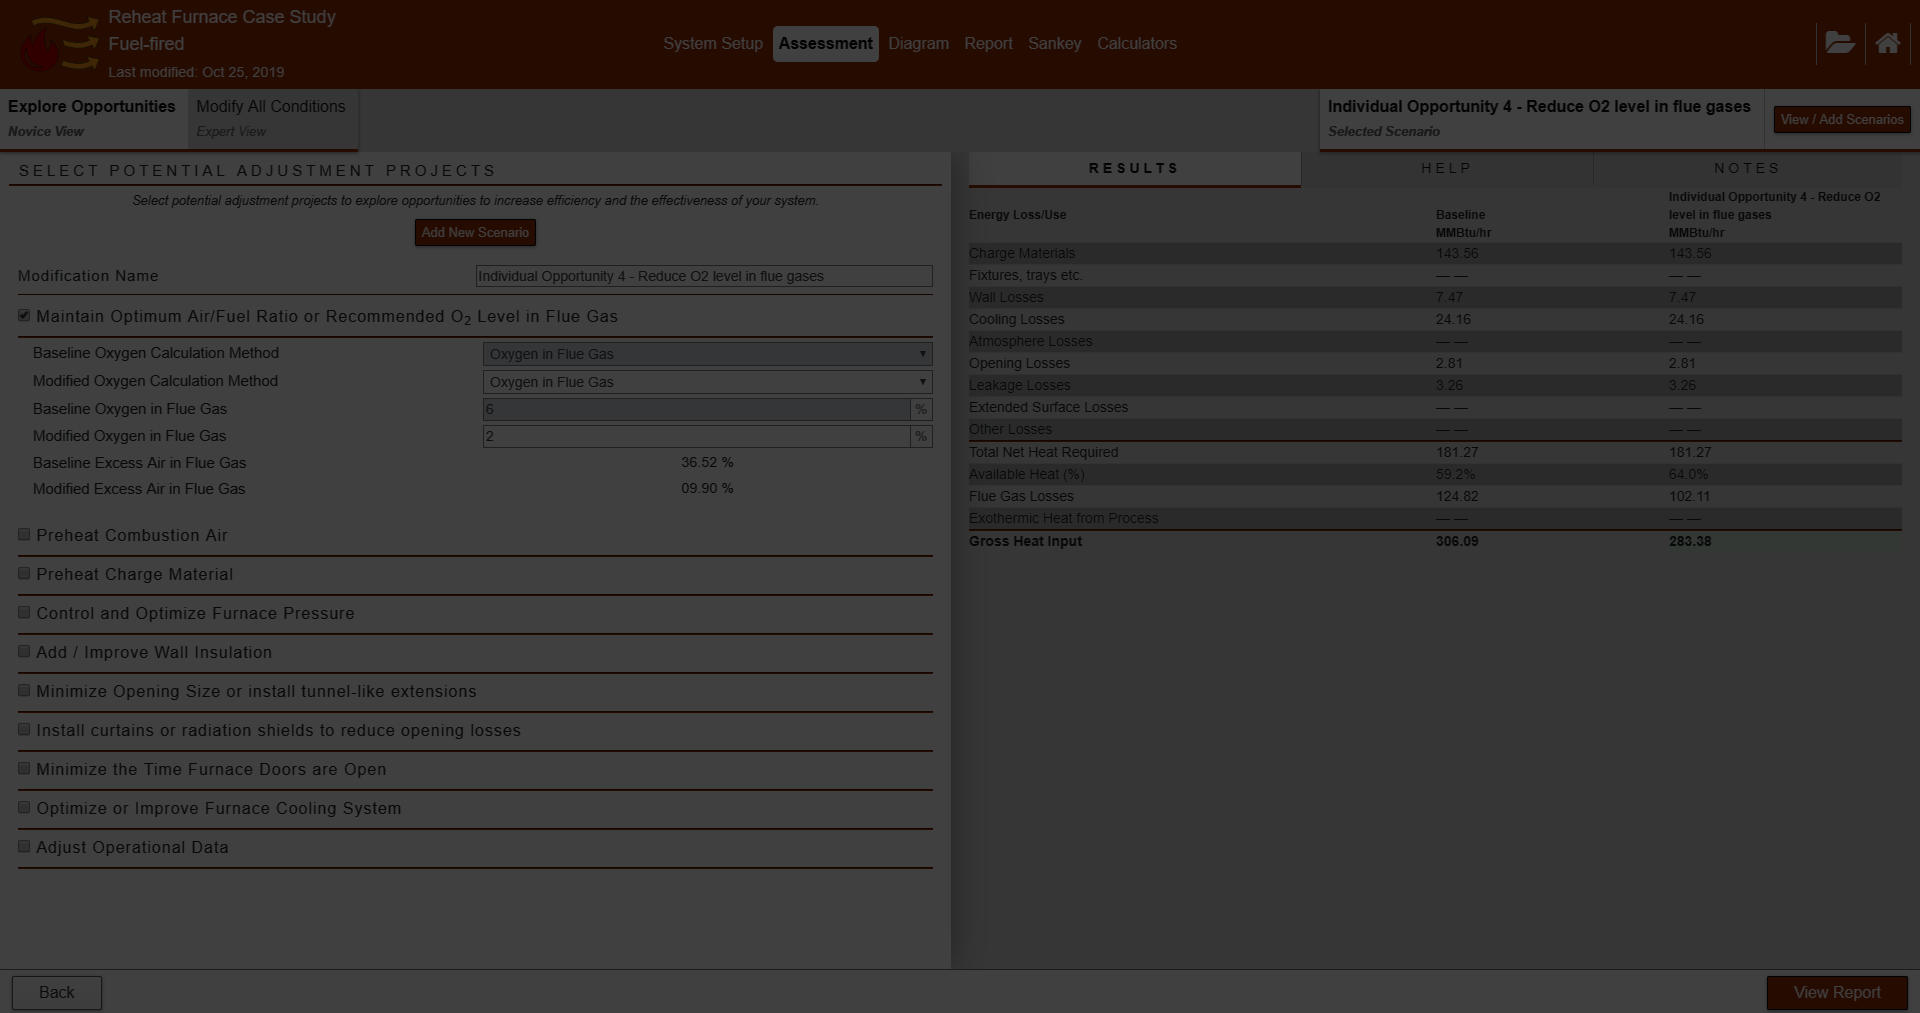 Reheat Furnace Case Study
Fuel-fired
Last modified: Oct 25, 2019
System Setup Assessment Diagram Report Sankey Calculators
Explore Opportunities
Novice View
Modify All Conditions
Expert View
Individual Opportunity 4 - Reduce O2 level in flue gases
Selected Scenario
View / Add Scenarios
SELECT POTENTIAL ADJUSTMENT PROJECTS
Select potential adjustment projects to explore opportunities to increase efficiency and the effectiveness of your system.
Add New Scenario
Modification Name Individual Opportunity 4 - Reduce O2 level in flue gases
Maintain Optimum Air/Fuel Ratio or Recommended O2 Level in Flue Gas
Baseline Oxygen Calculation Method Oxygen in Flue Gas
Modified Oxygen Calculation Method Oxygen in Flue Gas
Baseline Oxygen in Flue Gas 6 %
Modified Oxygen in Flue Gas 2 %
Baseline Excess Air in Flue Gas 36.52 %
Modified Excess Air in Flue Gas 09.90 %
Preheat Combustion Air
Preheat Charge Material
Control and Optimize Furnace Pressure
Add / Improve Wall Insulation
Minimize Opening Size or install tunnel-like extensions
Install curtains or radiation shields to reduce opening losses
Minimize the Time Furnace Doors are Open
Optimize or Improve Furnace Cooling System
Adjust Operational Data
RESULTS HELP NOTES
Individual Opportunity 4 - Reduce O2
Energy Loss/Use Baseline level in flue gases
MMBtu/hr MMBtu/hr
Charge Materials 143.56 143.56
Fixtures, trays etc. — — — —
Wall Losses 7.47 7.47
Cooling Losses 24.16 24.16
Atmosphere Losses — — — —
Opening Losses 2.81 2.81
Leakage Losses 3.26 3.26
Extended Surface Losses — — — —
Other Losses — — — —
Total Net Heat Required 181.27 181.27
Available Heat (%) 59.2% 64.0%
Flue Gas Losses 124.82 102.11
Exothermic Heat from Process — — — —
Gross Heat Input 306.09 283.38
Back
View Report